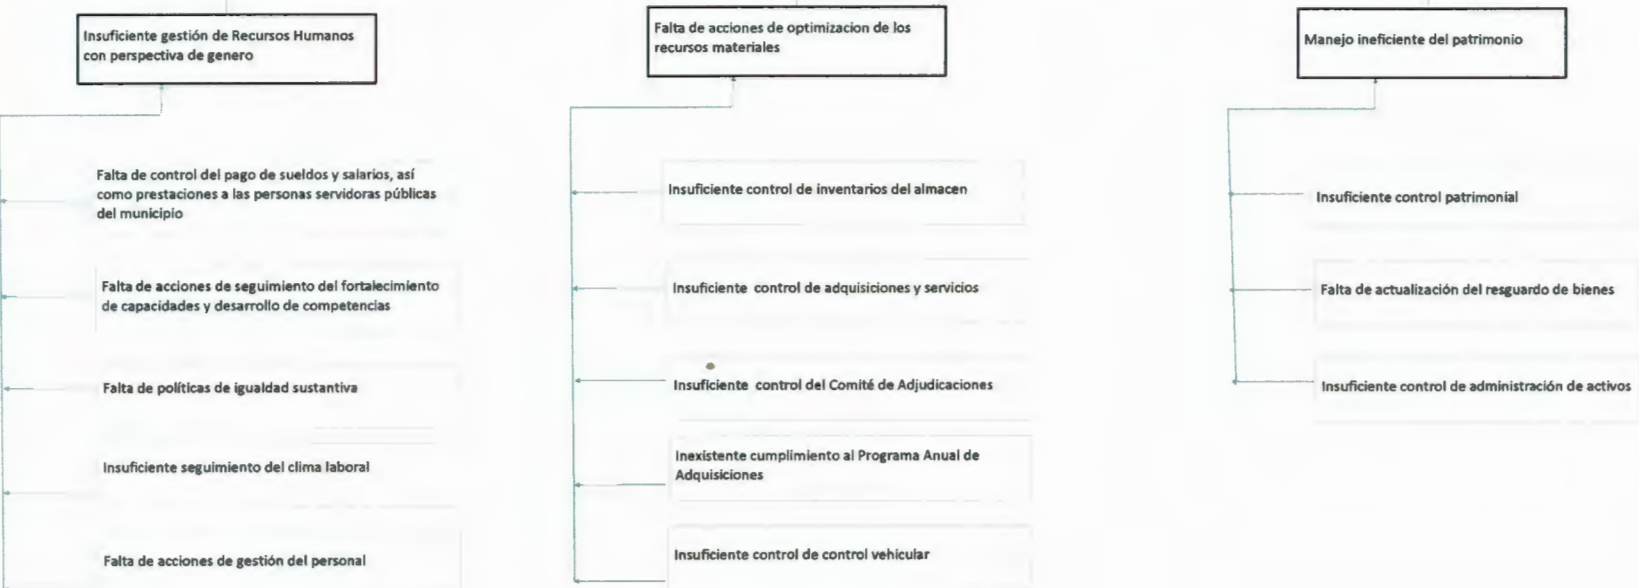 Insuficiente gestión de Recursos Humanos
con perspectiva de genero
Falta de control del pago de sueldos y salarios, así
como prestaciones a las personas servidoras públicas
del municipio
Falta de acciones de seguimiento del fortalecimiento
de capacidades y desarrollo de competencias
Falta de políticas de igualdad sustantiva
Insuficiente seguimiento del clima laboral
Falta de acciones de gestión del personal
Falta de acciones de optimizacion de los
recursos materiales
Insuficiente control de inventarios del almacen
Insuficiente control de adquisiciones y servicios
Insuficiente control del Comité de Adjudicaciones
Inexistente cumplimiento al Programa Anual de
Adquisiciones
Insuficiente control de control vehicular
Manejo ineficiente del patrimonio
Insuficiente control patrimonial
Falta de actualización del resguardo de bienes
Insuficiente control de administración de activos